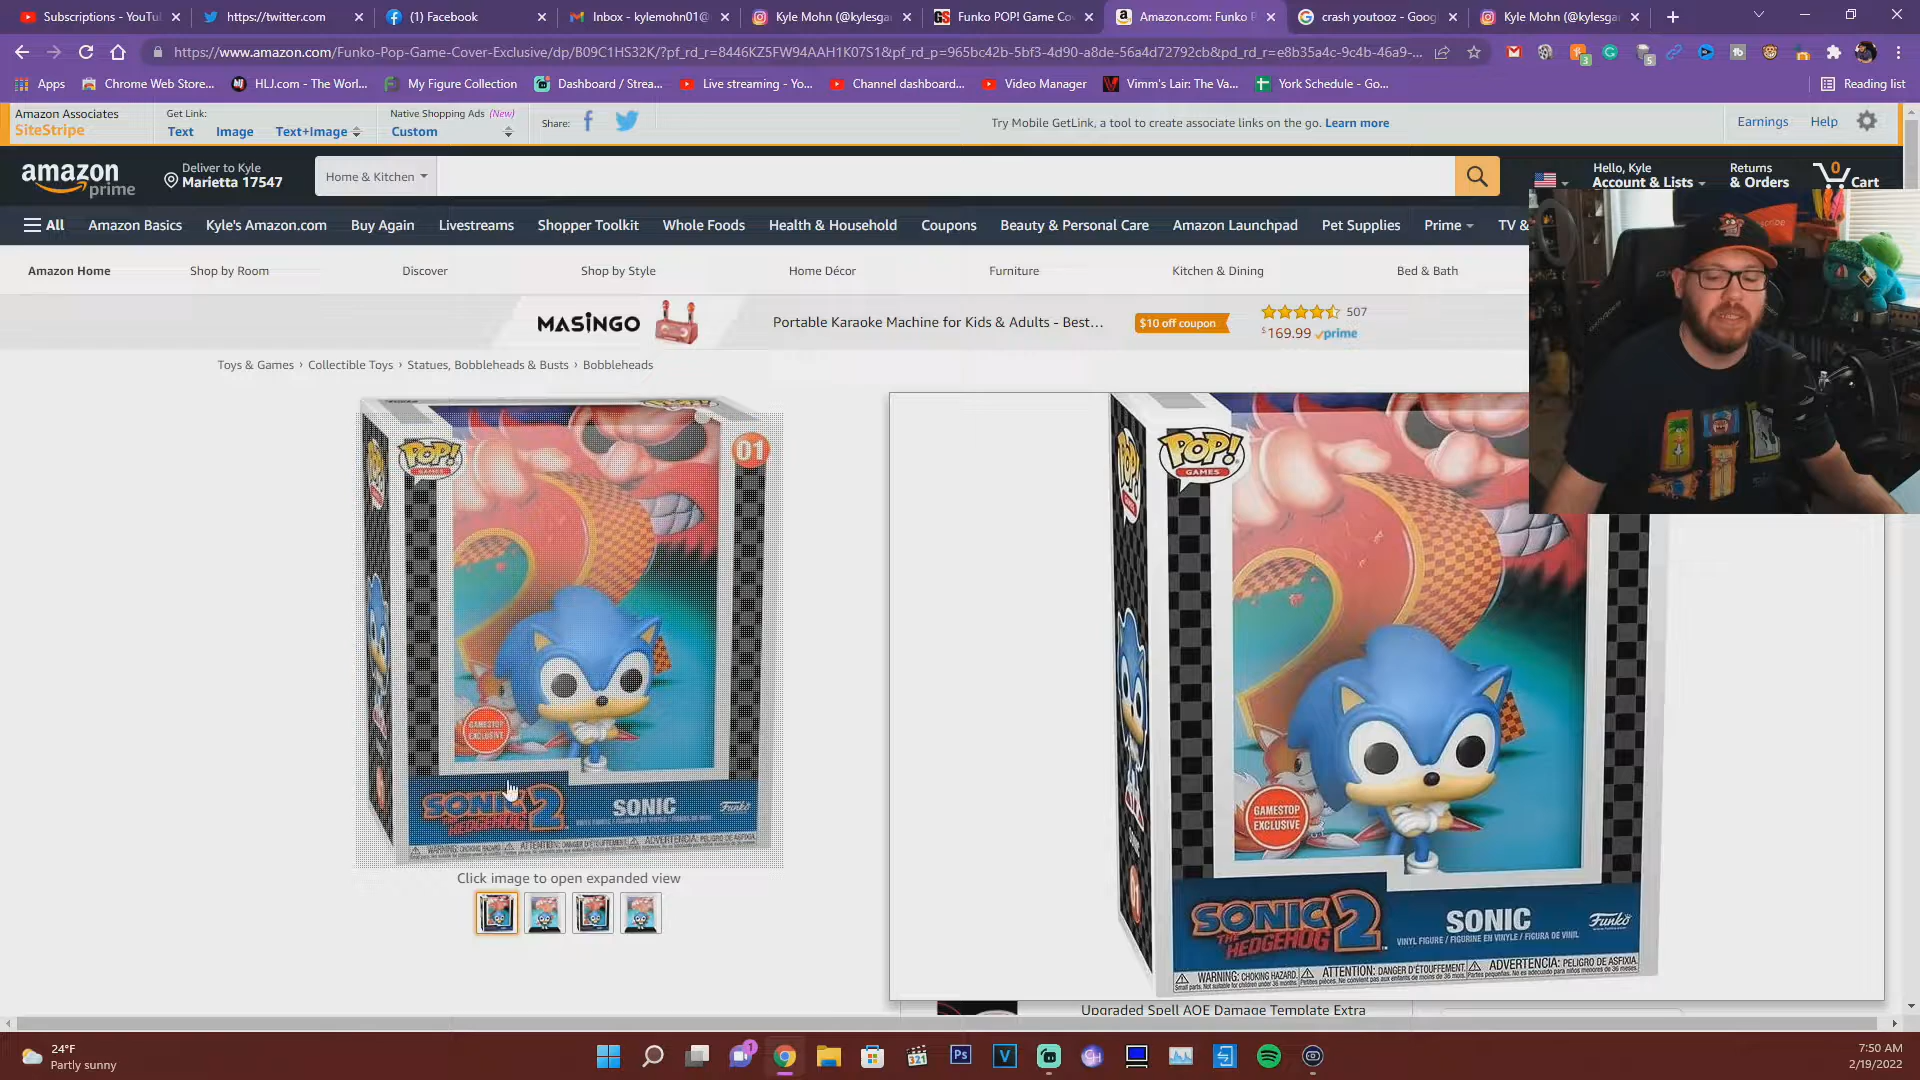 Subscriptions - YouTu
https://twitter.com
(1) Facebook
Inbox - kylemohn01@
Kyle Mohn (@kylesga
Funko POP! Game Co
Amazon.com: Funko P
crash youtooz - Goog
Kyle Mohn (@kylesga
https://www.amazon.com/Funko-Pop-Game-Cover-Exclusive/dp/B09C1HS32K/?pf_rd_r=8446KZ5FW94AAH1K07S1&pf_rd_p=965bc42b-5bf3-4d90-a8de-56a4d72792cb&pd_rd_r=e8b35a4c-9c4b-46a9-...
Apps
Chrome Web Store...
HLJ.com - The Worl...
My Figure Collection
Dashboard / Strea...
Live streaming - Yo...
Channel dashboard...
Video Manager
Vimm's Lair: The Va...
York Schedule - Go...
Reading list
Amazon Associates
SiteStripe
Get Link:
Text
Image
Text+Image
Native Shopping Ads (New)
Custom
Share:
Try Mobile GetLink, a tool to create associate links on the go. Learn more
Earnings
Help
amazon
prime
Deliver to Kyle
Marietta 17547
Home & Kitchen
Hello, Kyle
Account & Lists
Returns
& Orders
0
Cart
All
Amazon Basics
Kyle's Amazon.com
Buy Again
Livestreams
Shopper Toolkit
Whole Foods
Health & Household
Coupons
Beauty & Personal Care
Amazon Launchpad
Pet Supplies
Prime
TV &
Amazon Home
Shop by Room
Discover
Shop by Style
Home Décor
Furniture
Kitchen & Dining
Bed & Bath
MASINGO
Portable Karaoke Machine for Kids & Adults - Best...
$10 off coupon
507
$169.99 prime
Toys & Games › Collectible Toys › Statues, Bobbleheads & Busts › Bobbleheads
POP!
GAMES
01
GAMESTOP
EXCLUSIVE
SONIC 2
THE HEDGEHOG
SONIC
Funko
Click image to open expanded view
POP!
GAMES
GAMESTOP
EXCLUSIVE
SONIC 2
THE HEDGEHOG
SONIC
VINYL FIGURE / FIGURINE EN VINYLE / FIGURA DE VINIL
Funko
WARNING: CHOKING HAZARD. ATTENTION: DANGER D'ÉTOUFFEMENT. ADVERTENCIA: PELIGRO DE ASFIXIA.
Upgraded Spell AOE Damage Template Extra
24°F
Partly sunny
7:50 AM
2/19/2022